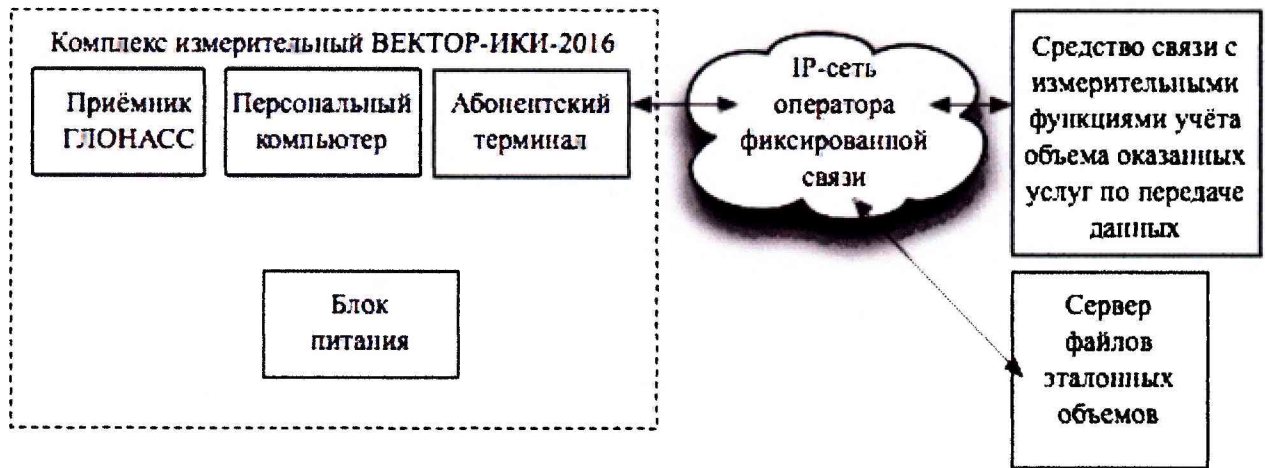 Комплекс измерительный ВЕКТОР-ИКИ-2016
Приёмник
ГЛОНАСС
Персональный
компьютер
Абонентский
терминал
Блок
питания
IP-сеть
оператора
фиксированной
связи
Средство связи с
измерительными
функциями учёта
объема оказанных
услуг по передаче
данных
Сервер
файлов
эталонных
объемов